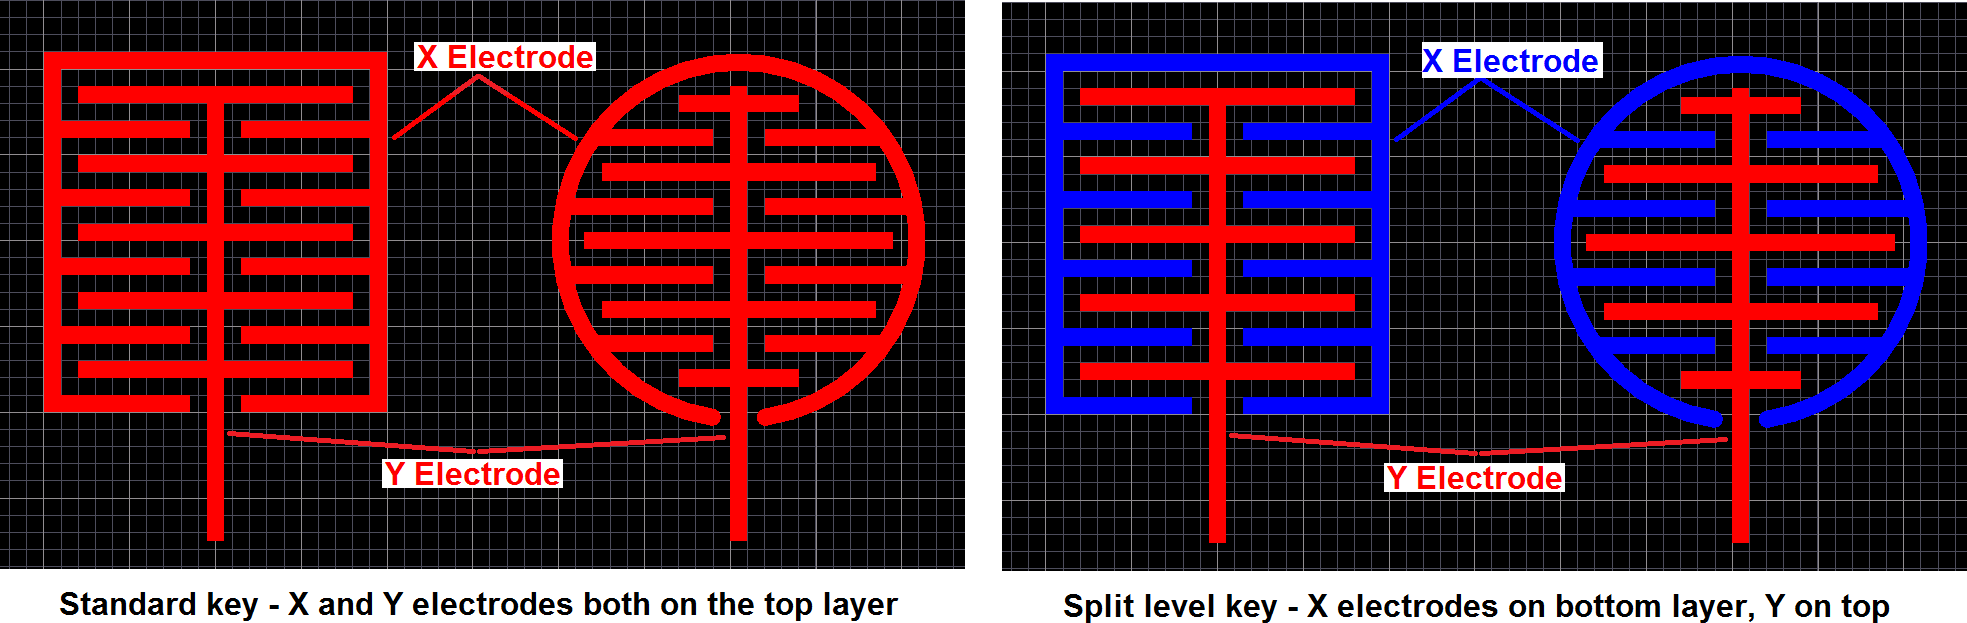 X Electrode
Y Electrode
Standard key - X and Y electrodes both on the top layer
X Electrode
Y Electrode
Split level key - X electrodes on bottom layer, Y on top